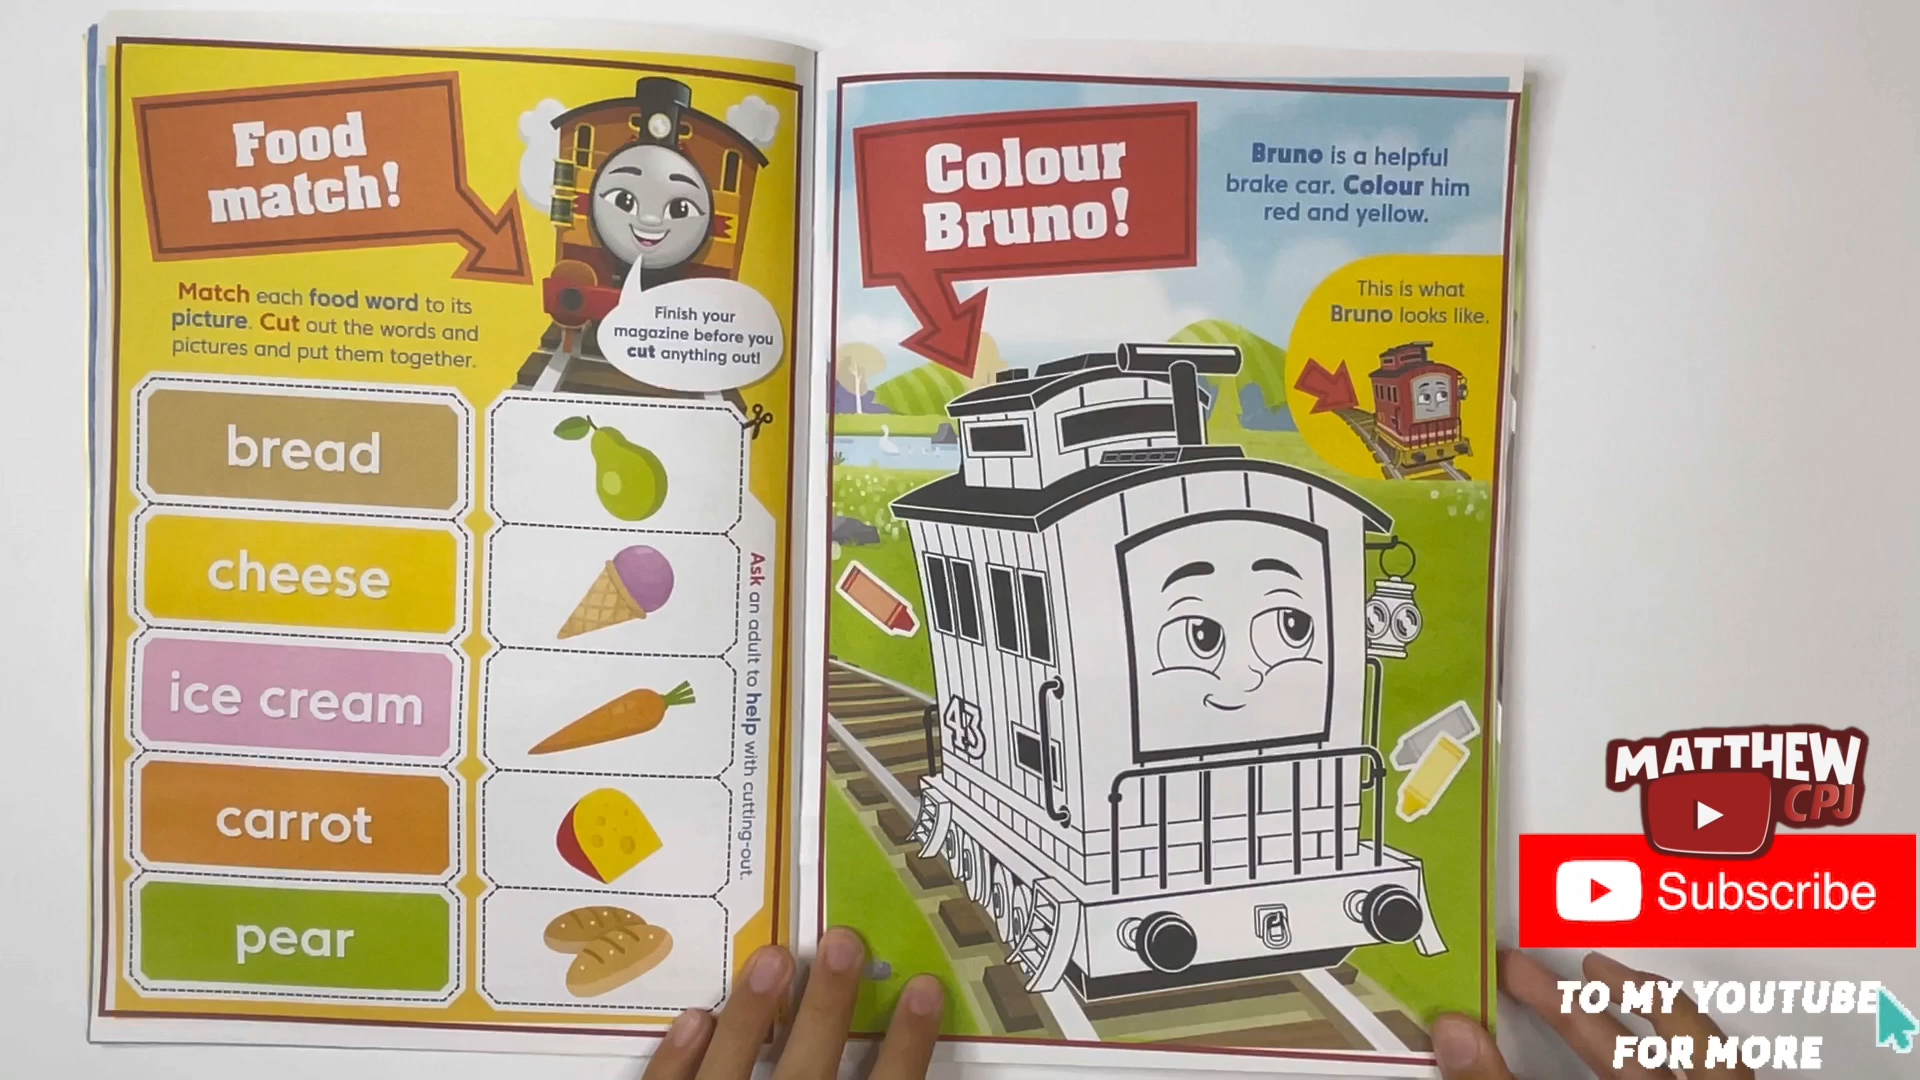 Food
match!
Match each food word to its
picture. Cut out the words and
pictures and put them together.
Finish your
magazine before you
cut anything out!
bread
cheese
ice cream
carrot
pear
Ask an adult to help with cutting-out.
Colour
Bruno!
Bruno is a helpful
brake car. Colour him
red and yellow.
This is what
Bruno looks like.
43
MATTHEW
CPJ
Subscribe
TO MY YOUTUBE
FOR MORE